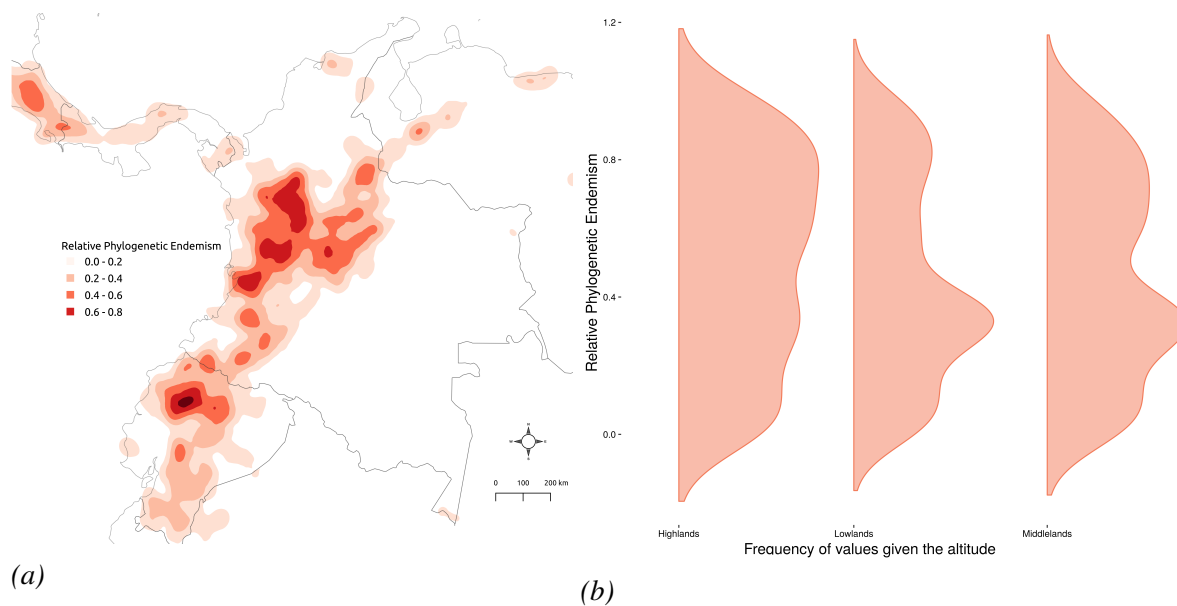 Relative Phylogenetic Endemism
0.0 - 0.2
0.2 - 0.4
0.4 - 0.6
0.6 - 0.8
N
W
E
S
0 100 200 km
(a)
1.2
0.8
0.4
0.0
Relative Phylogenetic Endemism
Highlands Lowlands Middlelands
Frequency of values given the altitude
(b)